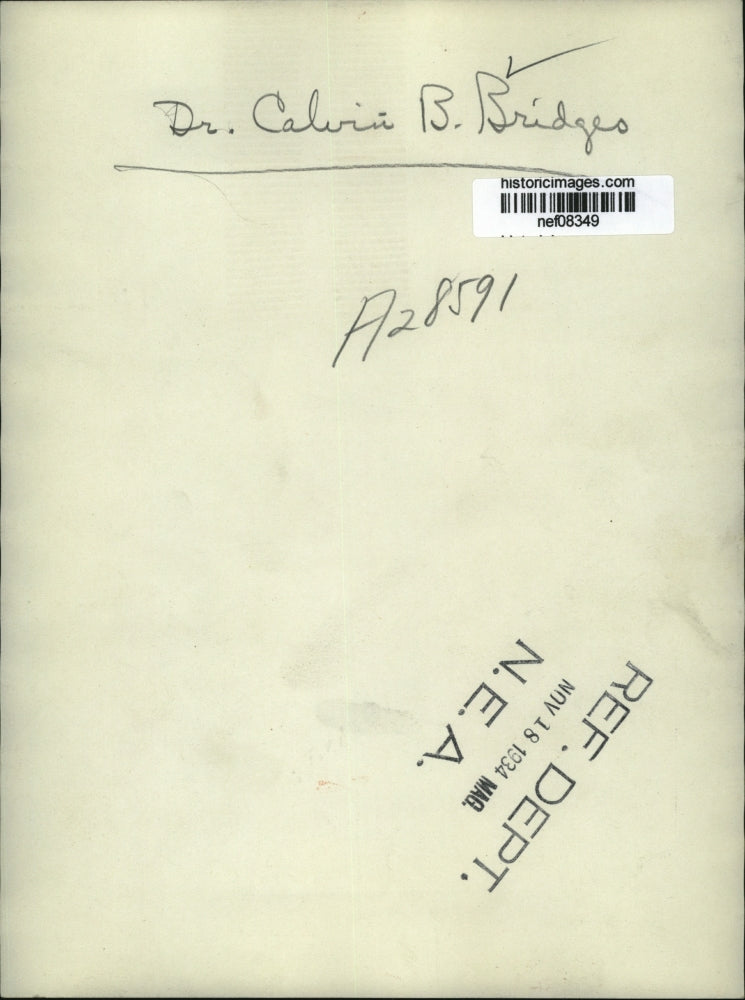 Dr. Calvin B. Bridges
historicimages.com
nef08349
A28591
REF. DEPT.
NOV 18 1934 MAG.
N.E.A.